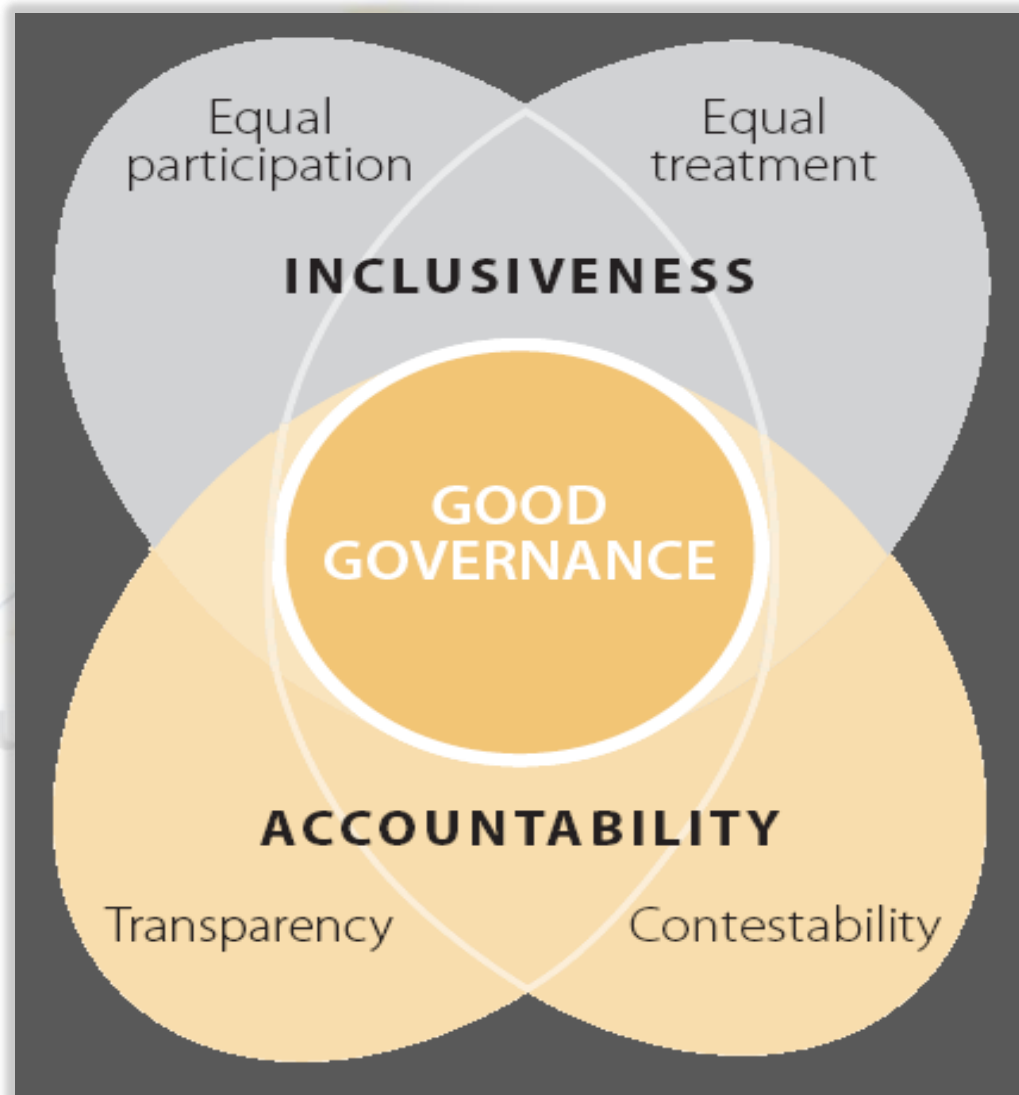 Equal
participation
Equal
treatment
INCLUSIVENESS
GOOD
GOVERNANCE
ACCOUNTABILITY
Transparency
Contestability